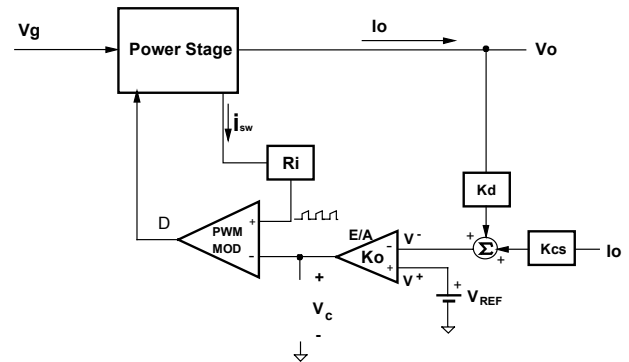 Vg
Power Stage
Io
Vo
isw
Ri
Kd
D
PWM
MOD
+
-
E/A
Ko
-
+
V-
V+
+
+
Σ
Kcs
Io
+
Vc
-
+
VREF